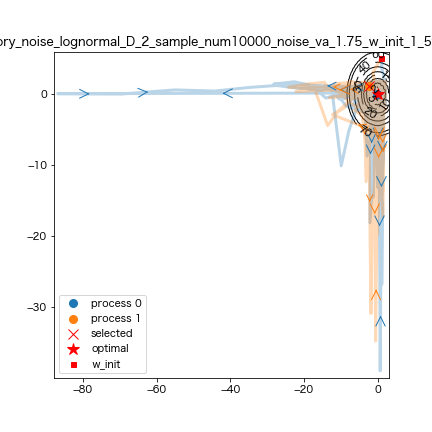 ory_noise_lognormal_D_2_sample_num10000_noise_va_1.75_w_init_1_5
0
−10
−20
−30
−80
−60
−40
−20
0
process 0
process 1
selected
optimal
w_init